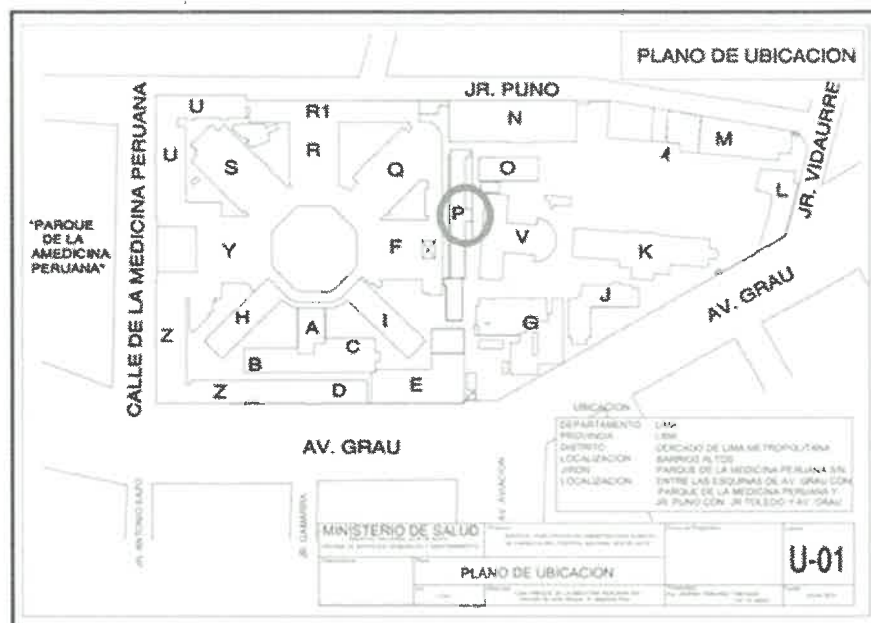 PLANO DE UBICACION
JR. PUNO
CALLE DE LA MEDICINA PERUANA
JR. VIDAURRE
"PARQUE
DE LA
AMEDICINA
PERUANA"
U
R1
N
M
U
S
R
Q
O
L
P
Y
F
V
K
H
A
I
G
J
Z
B
C
Z
D
E
AV. GRAU
AV. GRAU
JR. GAMARRA
AV. AVIACION
UBICACION
DEPARTAMENTO LIMA
PROVINCIA LIMA
DISTRITO CERCADO DE LIMA METROPOLITANA
LOCALIZACION BARRIOS ALTOS
JIRON PARQUE DE LA MEDICINA PERUANA S/N
LOCALIZACION ENTRE LAS ESQUINAS DE AV. GRAU CON
PARQUE DE LA MEDICINA PERUANA Y
JR. PUNO CON JR TOLEDO Y AV. GRAU
MINISTERIO DE SALUD
PLANO DE UBICACION
U-01